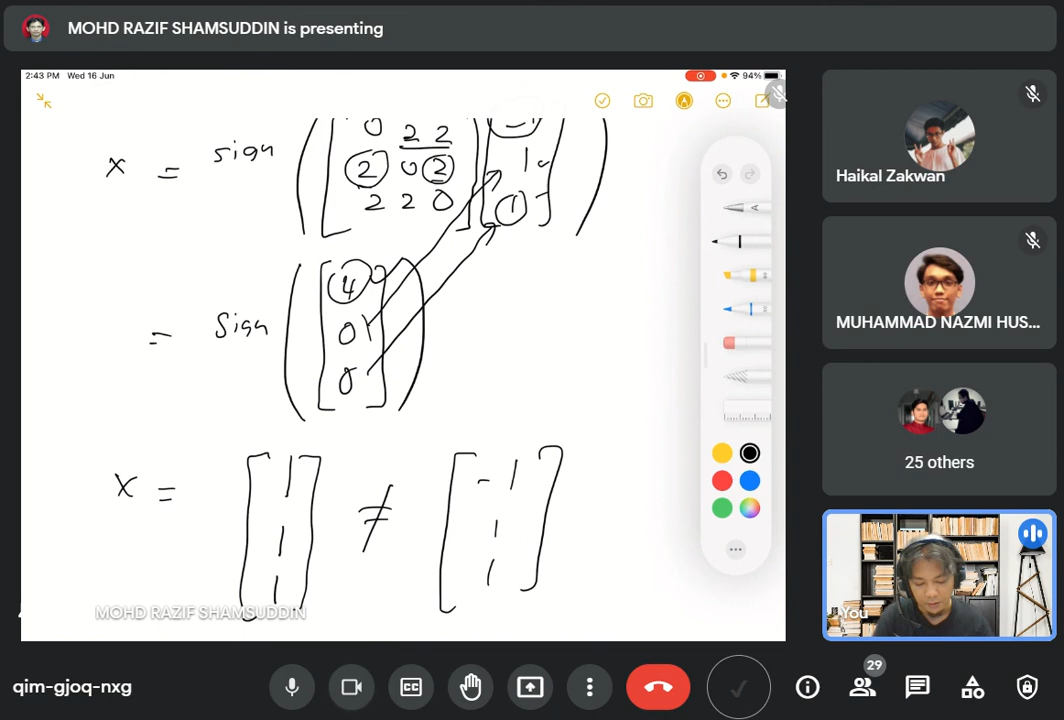 MOHD RAZIF SHAMSUDDIN is presenting
2:43 PM Wed 16 Jun
94%
0 2 2
x = sign ( [ 2 0 2 ] [ 1 ] )
2 2 0 1
= sign ( [ 4 ] )
0
0
x = [ 1 ] ≠ [ -1 ]
1 1
1 1
MOHD RAZIF SHAMSUDDIN
Haikal Zakwan
MUHAMMAD NAZMI HUS...
25 others
You
qim-gjoq-nxg
CC
29